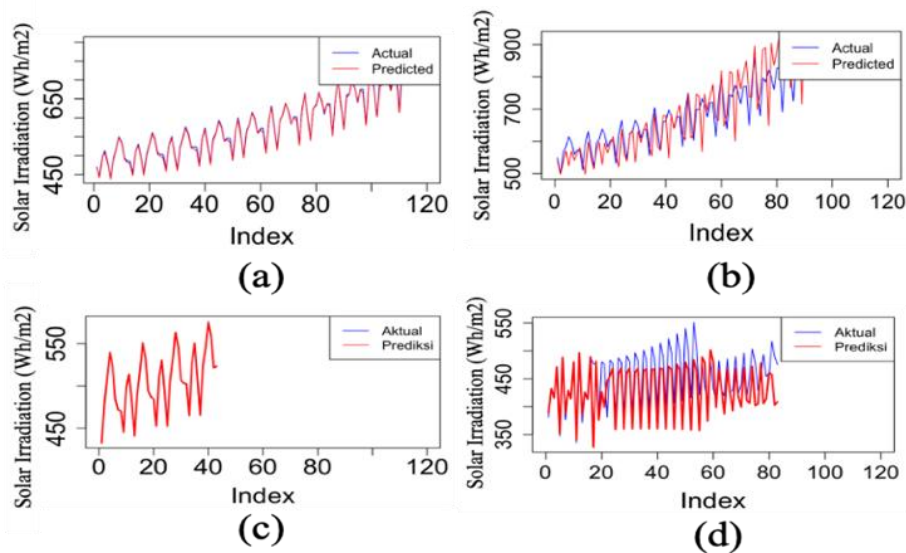 Solar Irradiation (Wh/m2)
650
450
Actual
Predicted
0 20 40 60 80 100 120
Index
(a)
Solar Irradiation (Wh/m2)
900
700
500
Actual
Predicted
0 20 40 60 80 100 120
Index
(b)
Solar Irradiation (Wh/m2)
550
450
Aktual
Prediksi
0 20 40 60 80 120
Index
(c)
Solar Irradiation (Wh/m2)
550
450
350
Aktual
Prediksi
0 20 40 60 80 100 120
Index
(d)